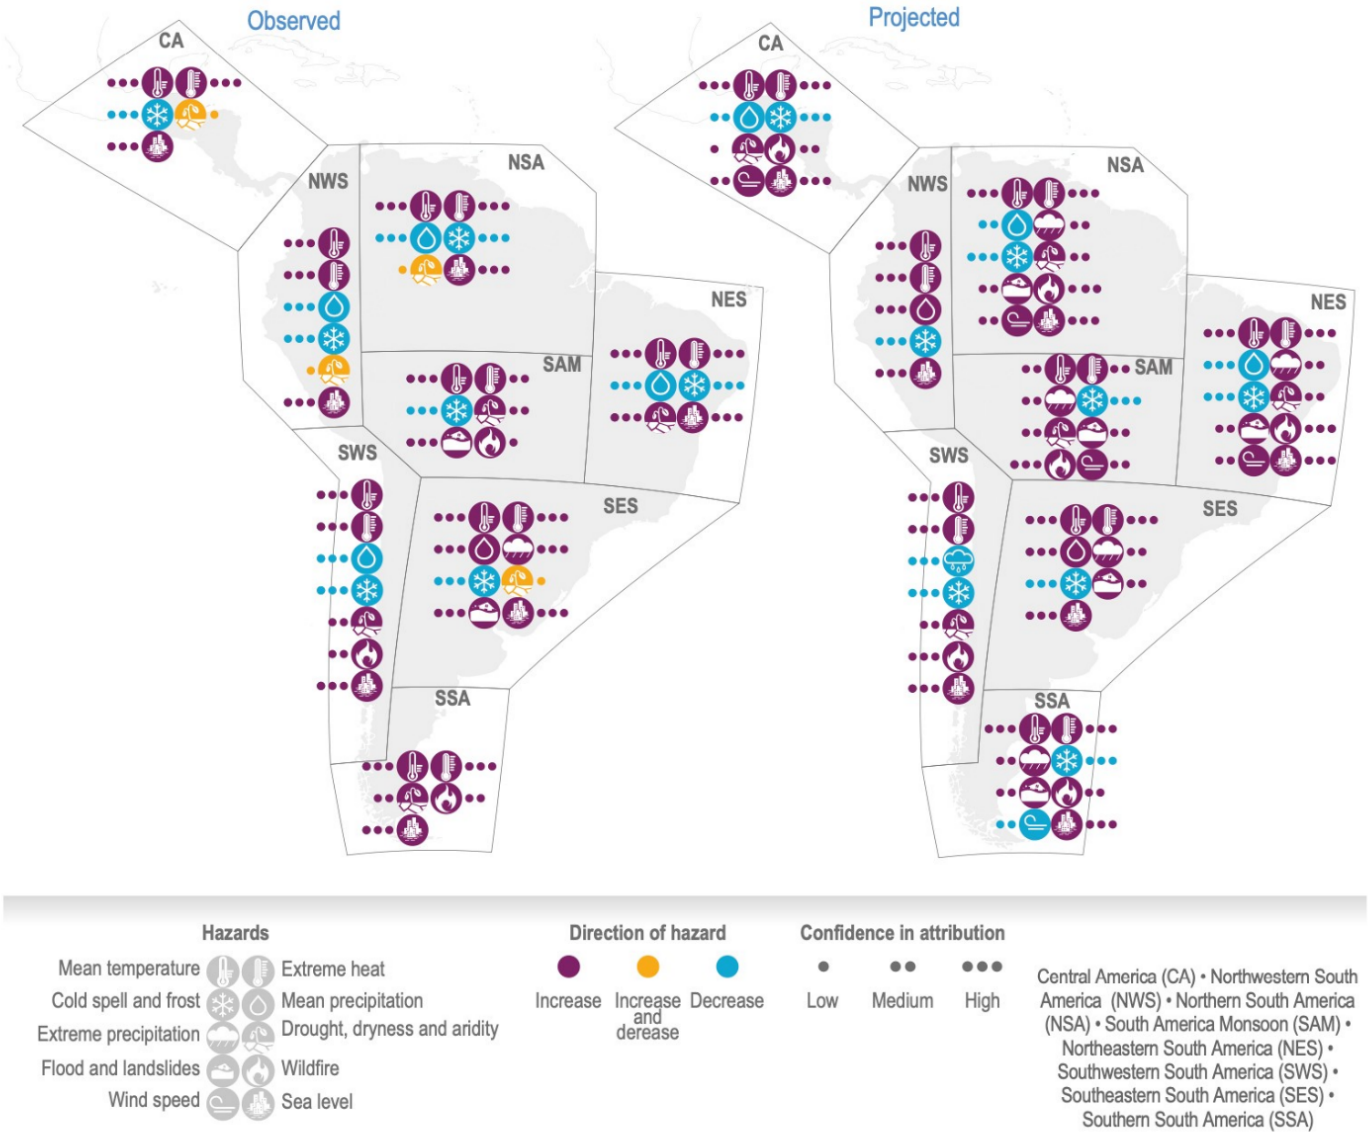 Observed
Projected
CA
NWS
NSA
NES
SAM
SWS
SES
SSA
CA
NWS
NSA
NES
SAM
SWS
SES
SSA
Hazards
Mean temperature
Extreme heat
Cold spell and frost
Mean precipitation
Extreme precipitation
Drought, dryness and aridity
Flood and landslides
Wildfire
Wind speed
Sea level
Direction of hazard
Increase
Increase
and
derease
Decrease
Confidence in attribution
Low
Medium
High
Central America (CA) • Northwestern South
America (NWS) • Northern South America
(NSA) • South America Monsoon (SAM) •
Northeastern South America (NES) •
Southwestern South America (SWS) •
Southeastern South America (SES) •
Southern South America (SSA)